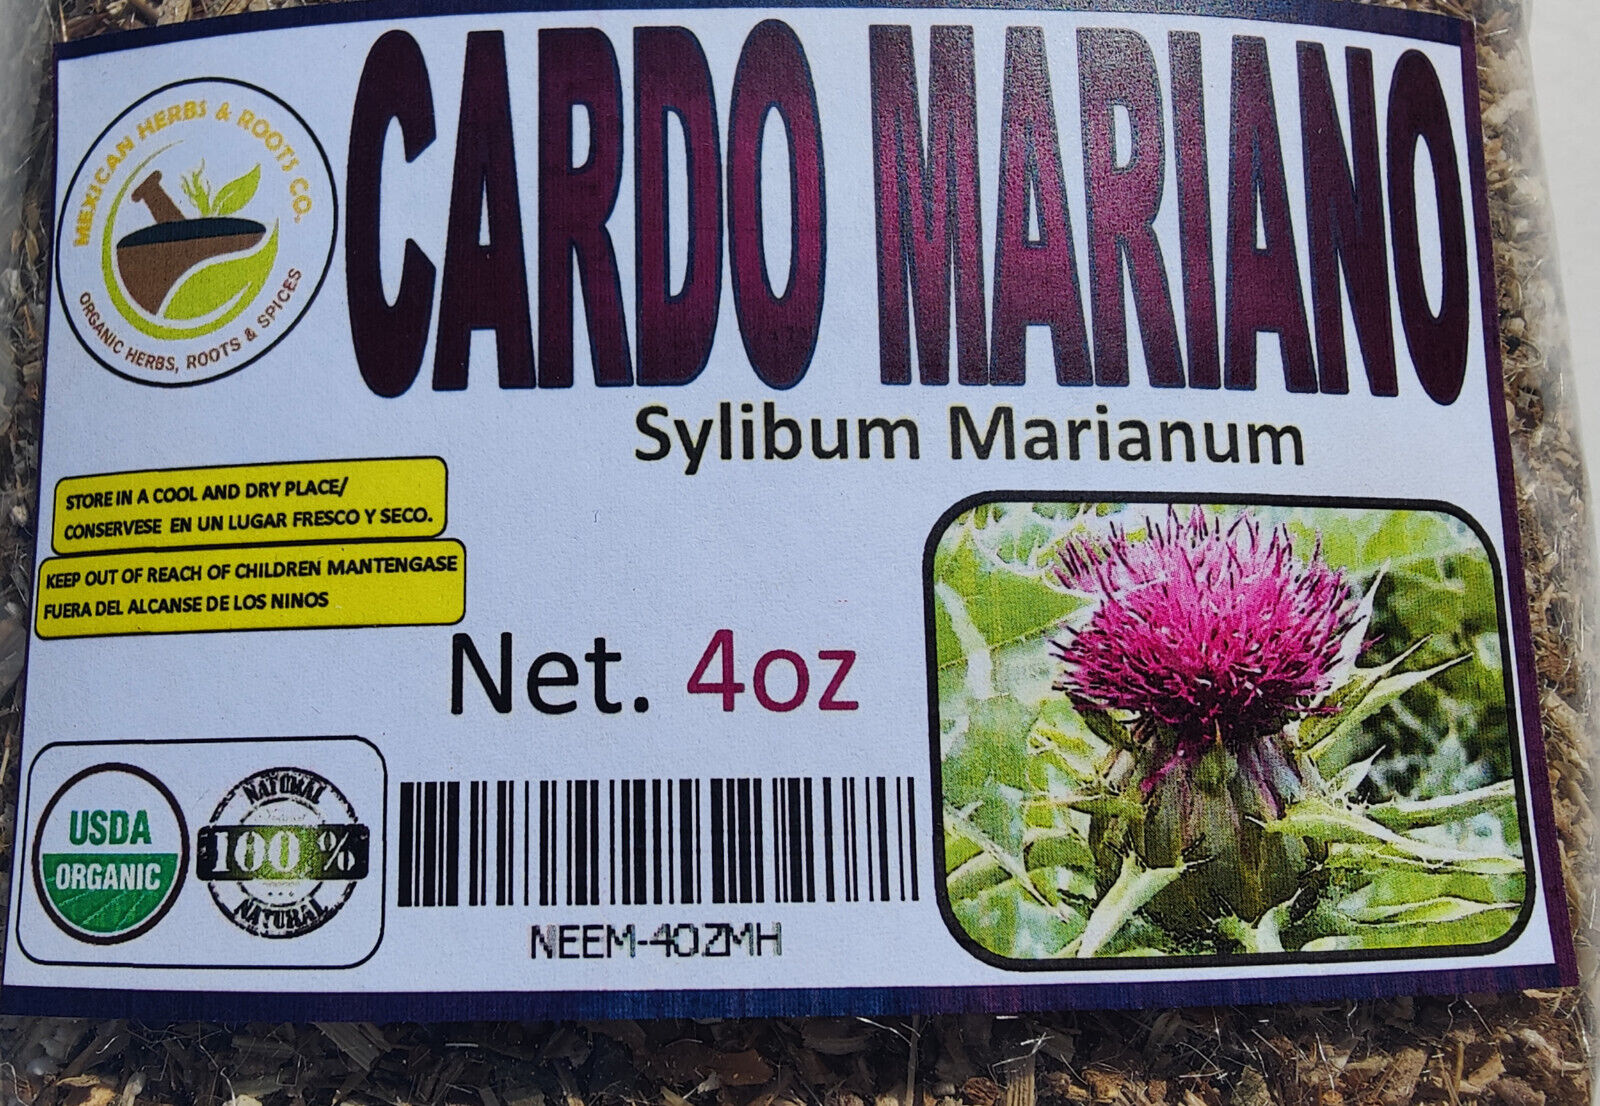 MEXICAN HERBS & ROOTS CO.
ORGANIC HERBS, ROOTS & SPICES
CARDO MARIANO
Sylibum Marianum
STORE IN A COOL AND DRY PLACE/
CONSERVESE EN UN LUGAR FRESCO Y SECO.
KEEP OUT OF REACH OF CHILDREN MANTENGASE
FUERA DEL ALCANSE DE LOS NINOS
Net. 4oz
USDA
ORGANIC
NATURAL
100 %
NATURAL
NEEM-4OZMH